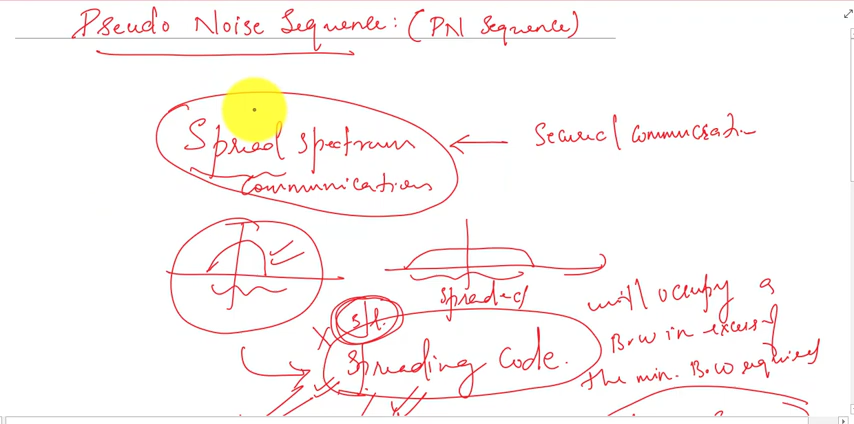 Pseudo Noise Sequence: (PN Sequence)
Spread spectrum
communications
Secured communication
Spreaded
will occupy a
B.W in excess of
the min. B.W required
Spreading Code.